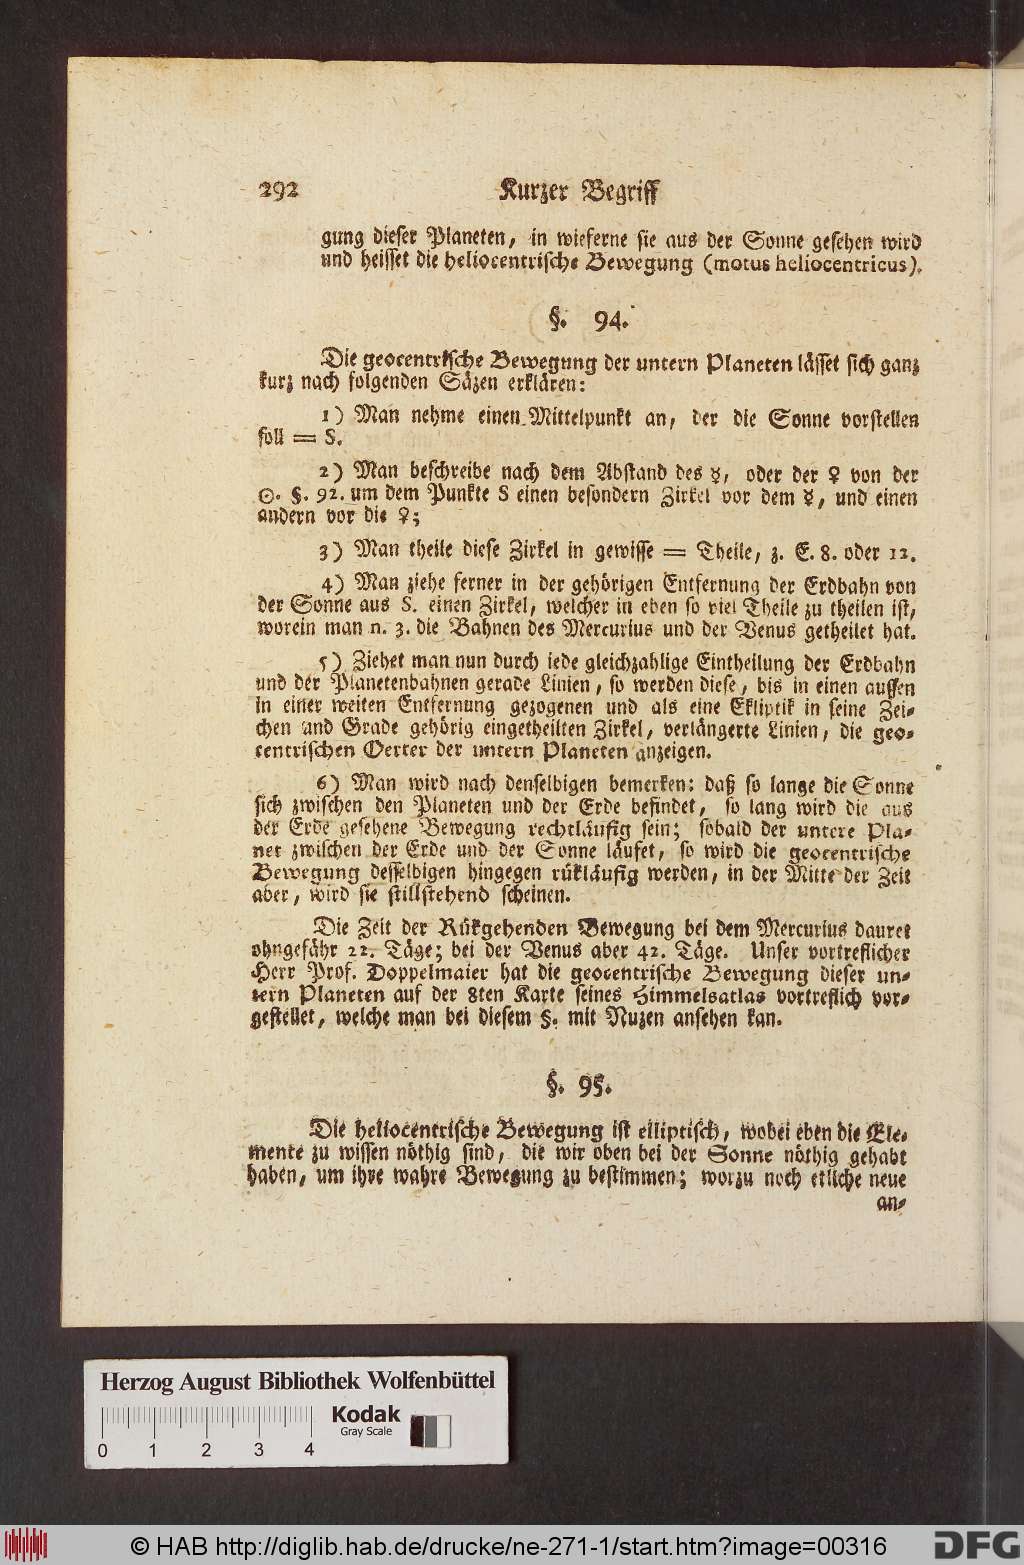 292 Kurzer Begriff
gung dieser Planeten, in wieferne sie aus der Sonne gesehen wird
und heisset die heliocentrische Bewegung (motus heliocentricus).
§. 94.
Die geocentrische Bewegung der untern Planeten lässet sich ganz
kurz nach folgenden Säzen erklären:
1) Man nehme einen Mittelpunkt an, der die Sonne vorstellen
soll = S.
2) Man beschreibe nach dem Abstand des ☿, oder der ♀ von der
☉. §. 92. um dem Punkte S einen besondern Zirkel vor dem ☿, und einen
andern vor die ♀;
3) Man theile diese Zirkel in gewisse = Theile, z. E. 8. oder 12.
4) Man ziehe ferner in der gehörigen Entfernung der Erdbahn von
der Sonne aus S. einen Zirkel, welcher in eben so viel Theile zu theilen ist,
worein man n. 3. die Bahnen des Mercurius und der Venus getheilet hat.
5) Ziehet man nun durch jede gleichzahlige Eintheilung der Erdbahn
und der Planetenbahnen gerade Linien, so werden diese, bis in einen aussen
in einer weiten Entfernung gezogenen und als eine Ekliptik in seine Zei-
chen und Grade gehörig eingetheilten Zirkel, verlängerte Linien, die geo-
centrischen Oerter der untern Planeten anzeigen.
6) Man wird nach denselbigen bemerken: daß so lange die Sonne
sich zwischen den Planeten und der Erde befindet, so lang wird die aus
der Erde gesehene Bewegung rechtläufig sein; sobald der untere Pla-
net zwischen der Erde und der Sonne läufet, so wird die geocentrische
Bewegung desselbigen hingegen rükläufig werden, in der Mitte der Zeit
aber, wird sie stillstehend scheinen.
Die Zeit der Rükgehenden Bewegung bei dem Mercurius dauret
ohngefähr 22. Täge; bei der Venus aber 42. Täge. Unser vortreflicher
Herr Prof. Doppelmaier hat die geocentrische Bewegung dieser un-
tern Planeten auf der 8ten Karte seines Himmelsatlas vortreflich vor-
gestellet, welche man bei diesem §. mit Nuzen ansehen kan.
§. 95.
Die heliocentrische Bewegung ist elliptisch, wobei eben die Ele-
mente zu wissen nöthig sind, die wir oben bei der Sonne nöthig gehabt
haben, um ihre wahre Bewegung zu bestimmen; worzu noch etliche neue
an-
Herzog August Bibliothek Wolfenbüttel
Kodak
Gray Scale
0 1 2 3 4
© HAB http://diglib.hab.de/drucke/ne-271-1/start.htm?image=00316
DFG